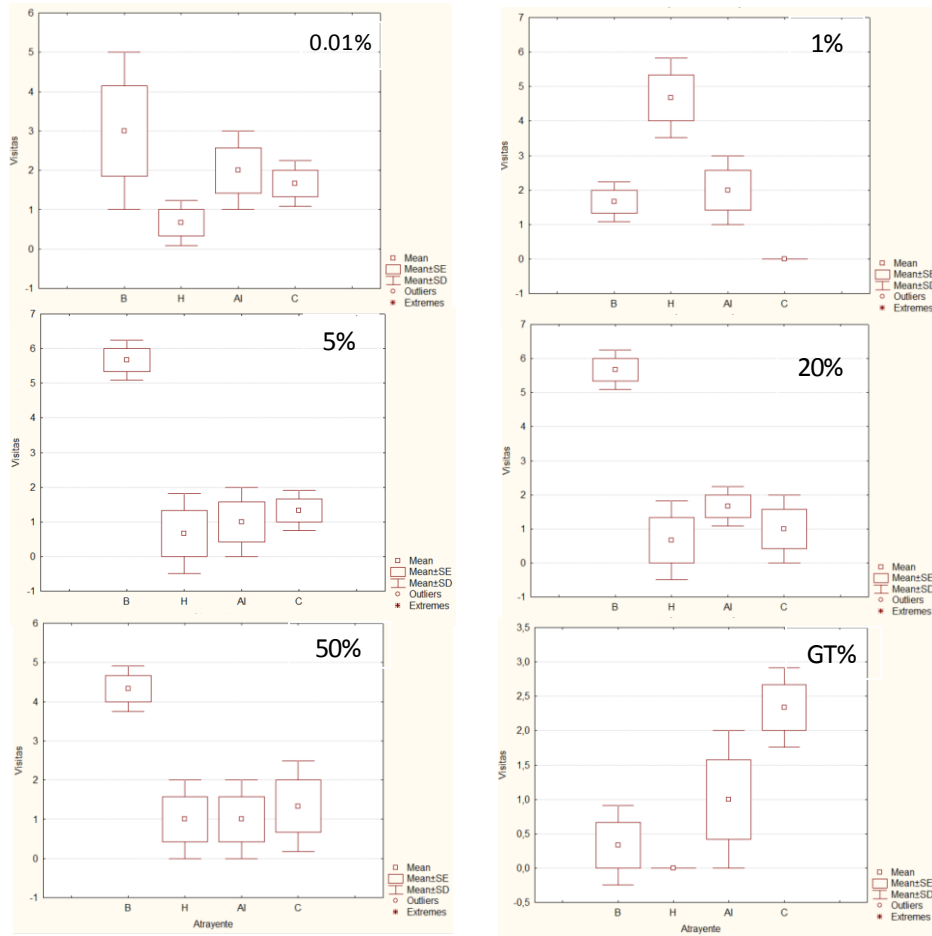 0.01%
6
5
4
3
2
1
0
-1
Visitas
B H AI C
Mean
Mean±SE
Mean±SD
Outliers
Extremes
1%
7
6
5
4
3
2
1
0
-1
Visitas
B H AI C
Mean
Mean±SE
Mean±SD
Outliers
Extremes
5%
7
6
5
4
3
2
1
0
-1
Visitas
B H AI C
Mean
Mean±SE
Mean±SD
Outliers
Extremes
20%
7
6
5
4
3
2
1
0
-1
Visitas
B H AI C
Mean
Mean±SE
Mean±SD
Outliers
Extremes
50%
6
5
4
3
2
1
0
-1
Visitas
B H AI C
Atrayente
Mean
Mean±SE
Mean±SD
Outliers
Extremes
GT%
3,5
3,0
2,5
2,0
1,5
1,0
0,5
0,0
-0,5
Visitas
B H AI C
Atrayente
Mean
Mean±SE
Mean±SD
Outliers
Extremes